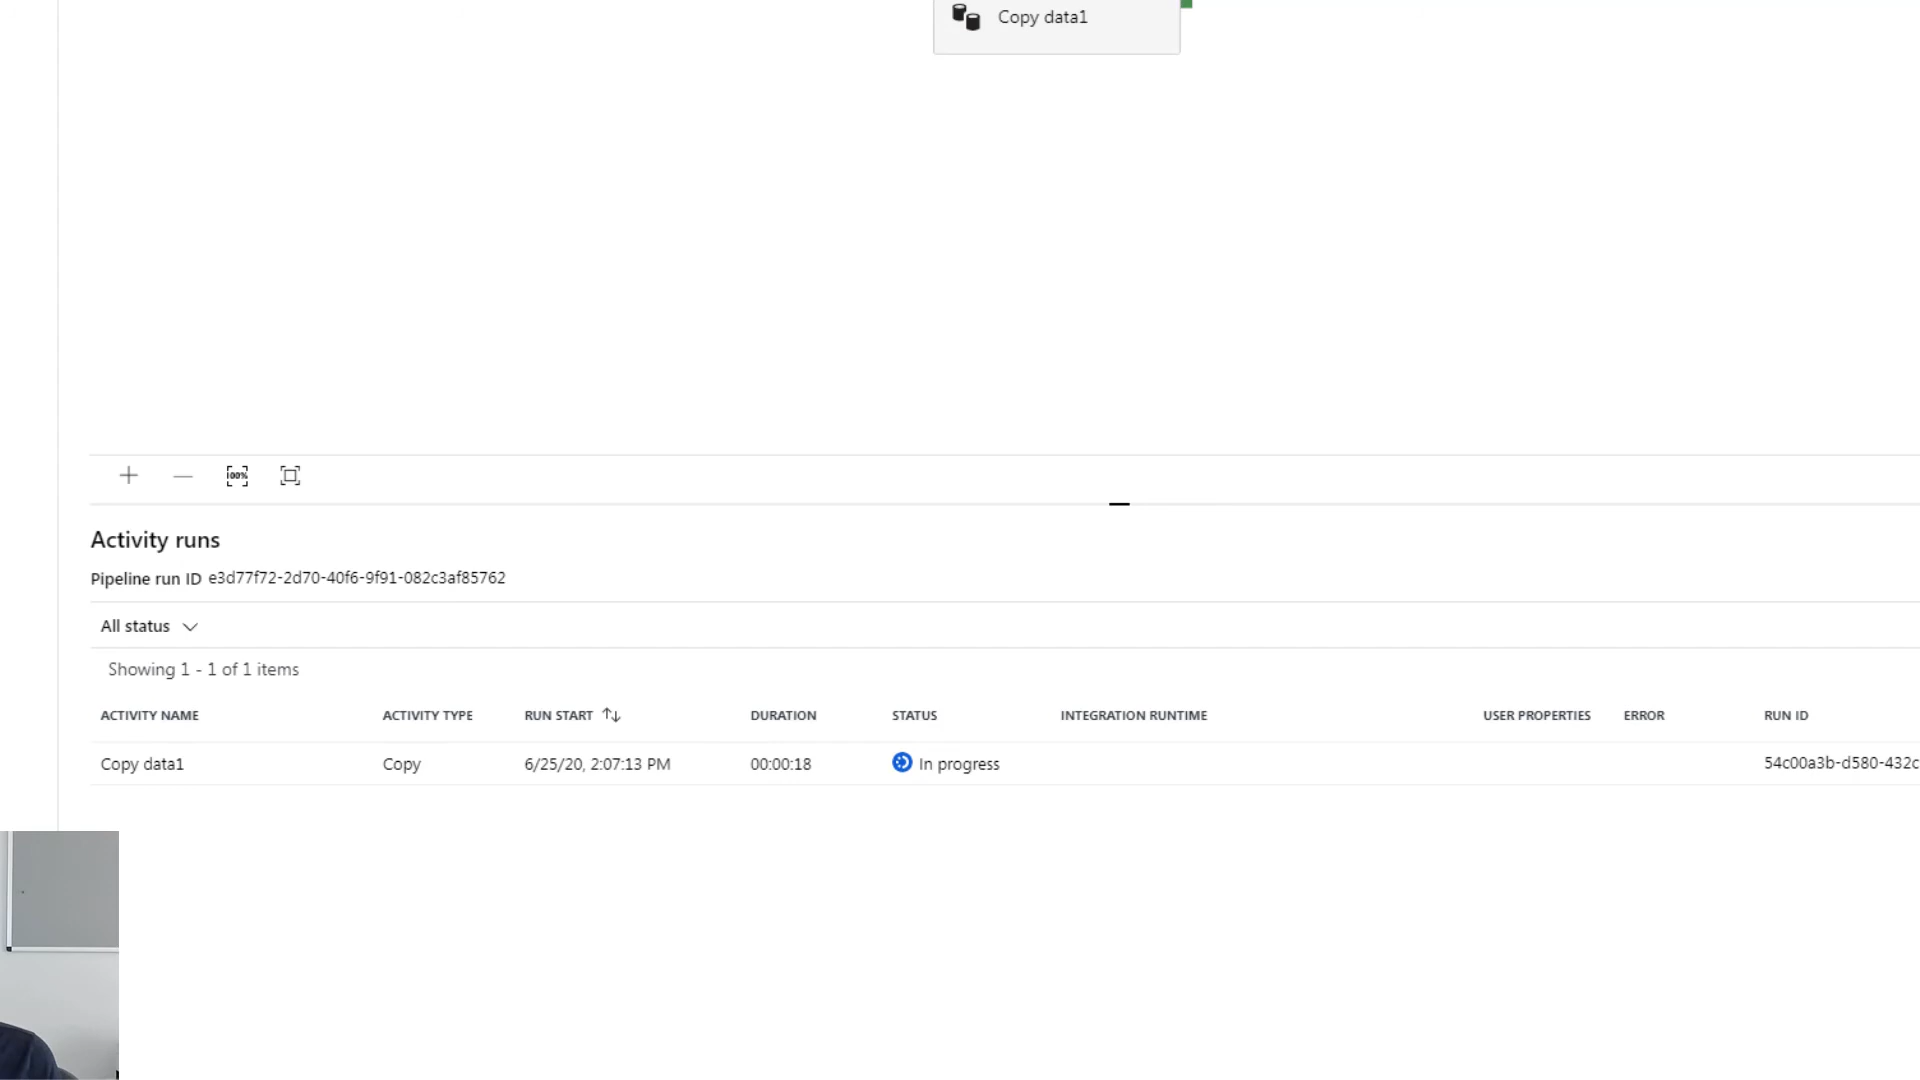 Copy data1
100%
Activity runs
Pipeline run ID e3d77f72-2d70-40f6-9f91-082c3af85762
All status
Showing 1 - 1 of 1 items
ACTIVITY NAME ACTIVITY TYPE RUN START DURATION STATUS INTEGRATION RUNTIME USER PROPERTIES ERROR RUN ID
Copy data1 Copy 6/25/20, 2:07:13 PM 00:00:18 In progress 54c00a3b-d580-432c